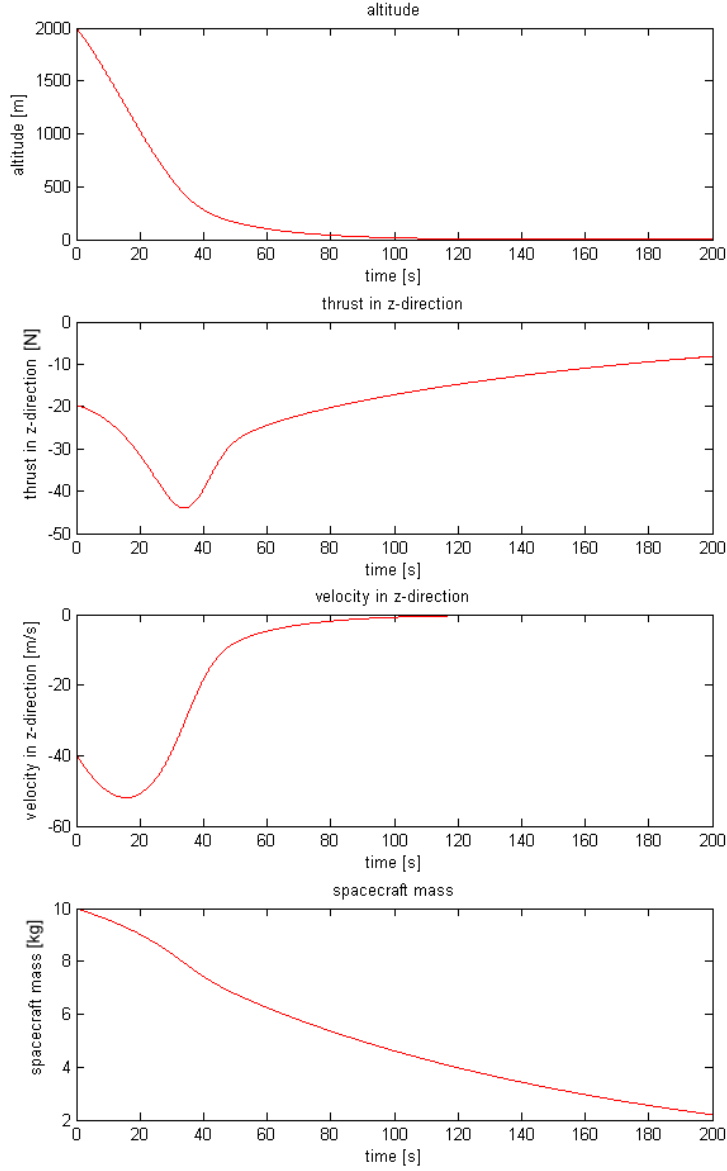 altitude
2000
1500
1000
500
0
altitude [m]
0 20 40 60 80 100 120 140 160 180 200
time [s]
thrust in z-direction
0
-10
-20
-30
-40
-50
thrust in z-direction [N]
0 20 40 60 80 100 120 140 160 180 200
time [s]
velocity in z-direction
0
-20
-40
-60
velocity in z-direction [m/s]
0 20 40 60 80 100 120 140 160 180 200
time [s]
spacecraft mass
10
8
6
4
2
spacecraft mass [kg]
0 20 40 60 80 100 120 140 160 180 200
time [s]